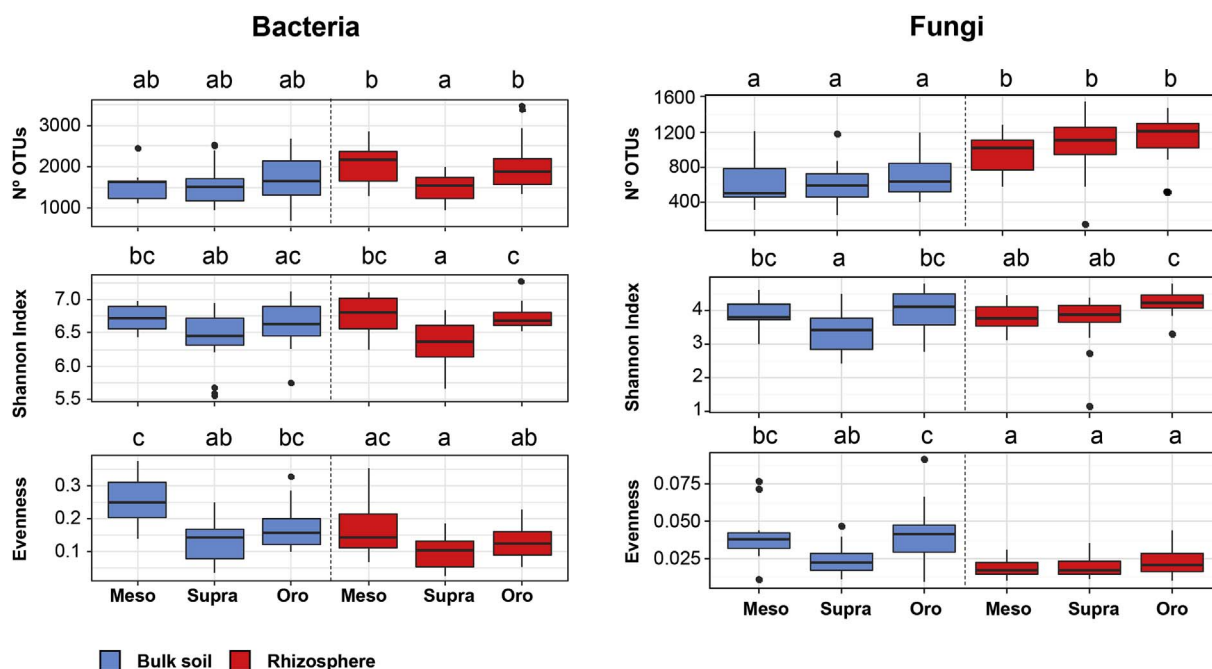 Bacteria
ab ab ab b a b
Nº OTUs
3000
2000
1000
bc ab ac bc a c
Shannon Index
7.0
6.5
6.0
5.5
c ab bc ac a ab
Evenness
0.3
0.2
0.1
Meso Supra Oro Meso Supra Oro
Fungi
a a a b b b
Nº OTUs
1600
1200
800
400
bc a bc ab ab c
Shannon Index
4
3
2
1
bc ab c a a a
Evenness
0.075
0.050
0.025
Meso Supra Oro Meso Supra Oro
Bulk soil Rhizosphere